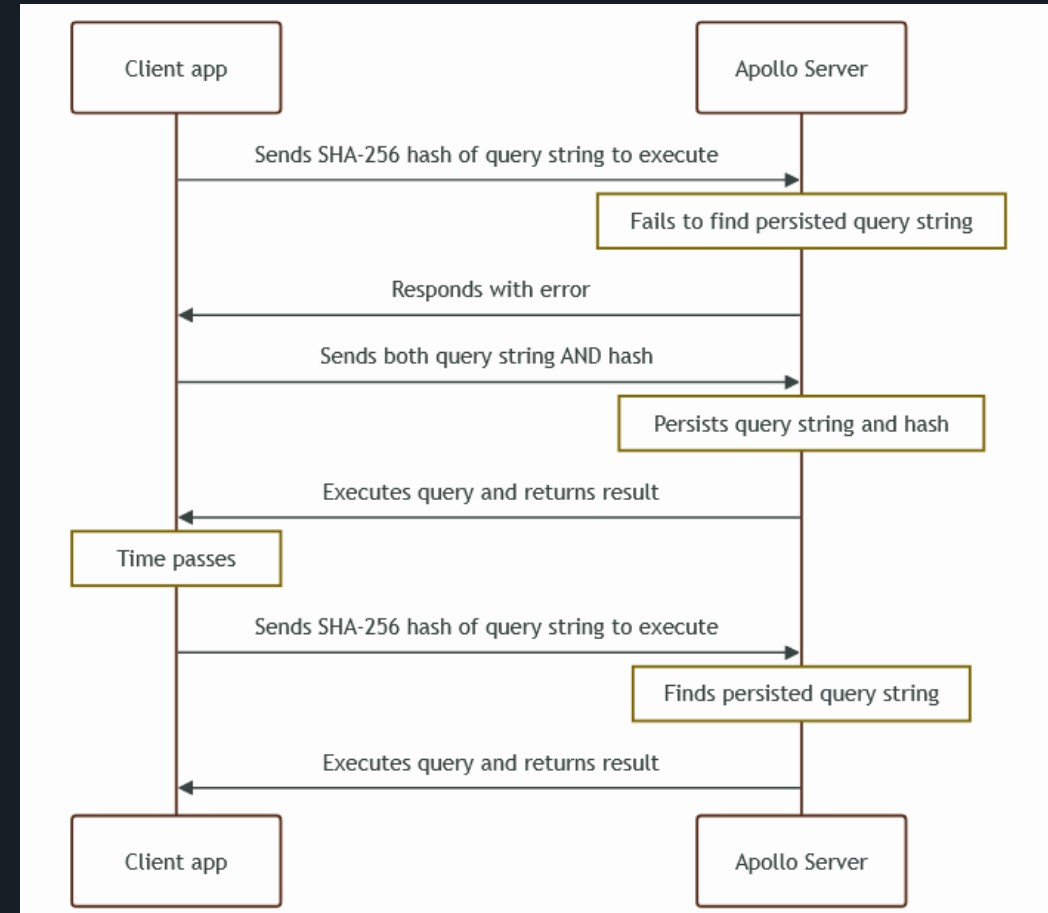 Client app
Apollo Server
Sends SHA-256 hash of query string to execute
Fails to find persisted query string
Responds with error
Sends both query string AND hash
Persists query string and hash
Executes query and returns result
Time passes
Sends SHA-256 hash of query string to execute
Finds persisted query string
Executes query and returns result
Client app
Apollo Server